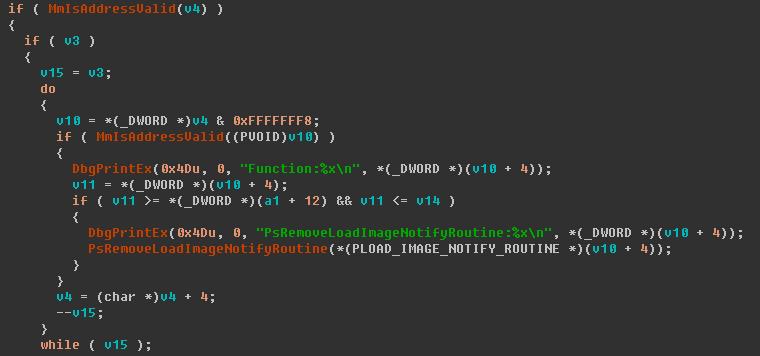 if ( MmIsAddressValid(v4) )
{
  if ( v3 )
  {
    v15 = v3;
    do
    {
      v10 = *(_DWORD *)v4 & 0xFFFFFFF8;
      if ( MmIsAddressValid((PVOID)v10) )
      {
        DbgPrintEx(0x4Du, 0, "Function:%x\n", *(_DWORD *)(v10 + 4));
        v11 = *(_DWORD *)(v10 + 4);
        if ( v11 >= *(_DWORD *)(a1 + 12) && v11 <= v14 )
        {
          DbgPrintEx(0x4Du, 0, "PsRemoveLoadImageNotifyRoutine:%x\n", *(_DWORD *)(v10 + 4));
          PsRemoveLoadImageNotifyRoutine(*(PLOAD_IMAGE_NOTIFY_ROUTINE *)(v10 + 4));
        }
      }
      v4 = (char *)v4 + 4;
      --v15;
    }
    while ( v15 );